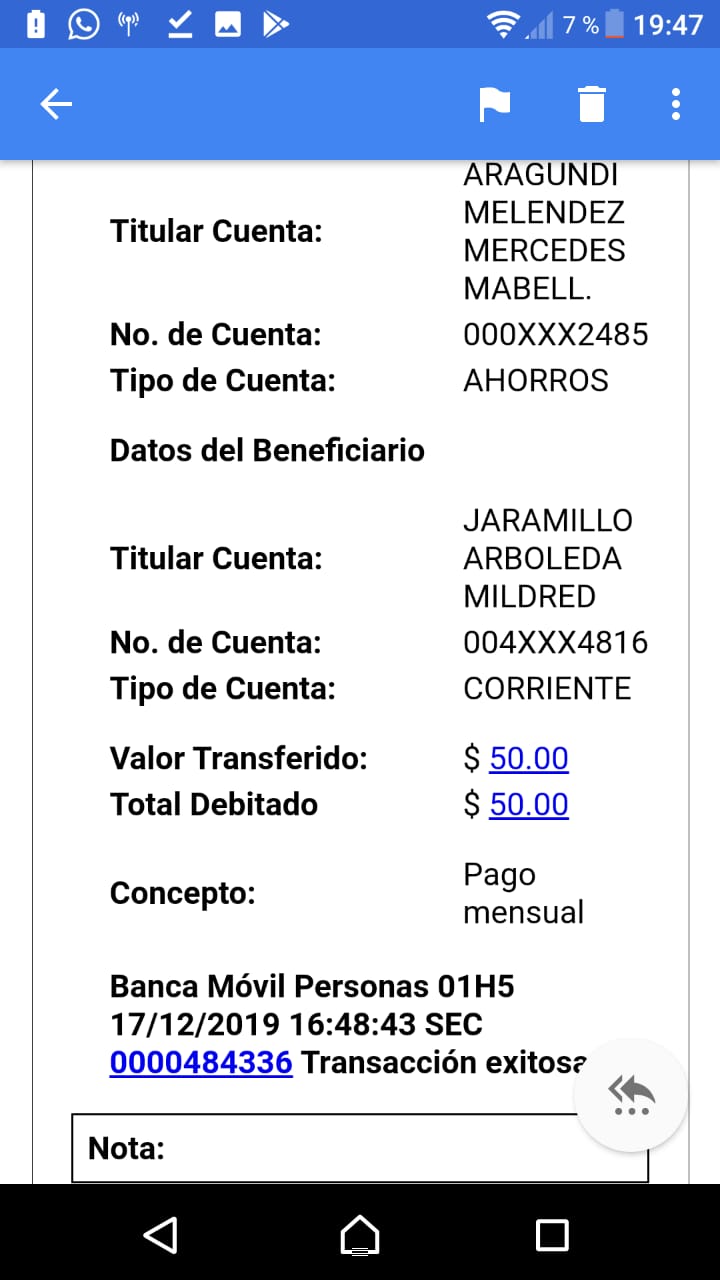 7 % 19:47
ARAGUNDI
Titular Cuenta: MELENDEZ
MERCEDES
MABELL.
No. de Cuenta: 000XXX2485
Tipo de Cuenta: AHORROS
Datos del Beneficiario
JARAMILLO
Titular Cuenta: ARBOLEDA
MILDRED
No. de Cuenta: 004XXX4816
Tipo de Cuenta: CORRIENTE
Valor Transferido: $ 50.00
Total Debitado $ 50.00
Concepto: Pago
mensual
Banca Móvil Personas 01H5
17/12/2019 16:48:43 SEC
0000484336 Transacción exitosa
Nota: